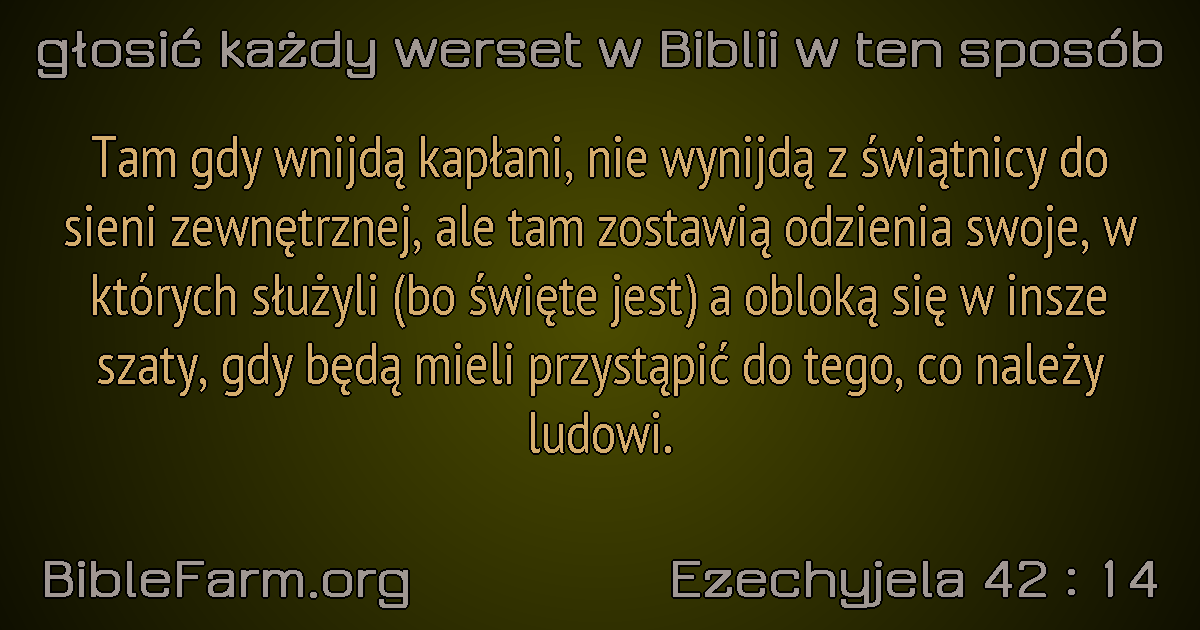 głosić każdy werset w Biblii w ten sposób
Tam gdy wnijdą kapłani, nie wynijdą z świątnicy do
sieni zewnętrznej, ale tam zostawią odzienia swoje, w
których służyli (bo święte jest) a obloką się w insze
szaty, gdy będą mieli przystąpić do tego, co należy
ludowi.
BibleFarm.org
Ezechyjela 42 : 14